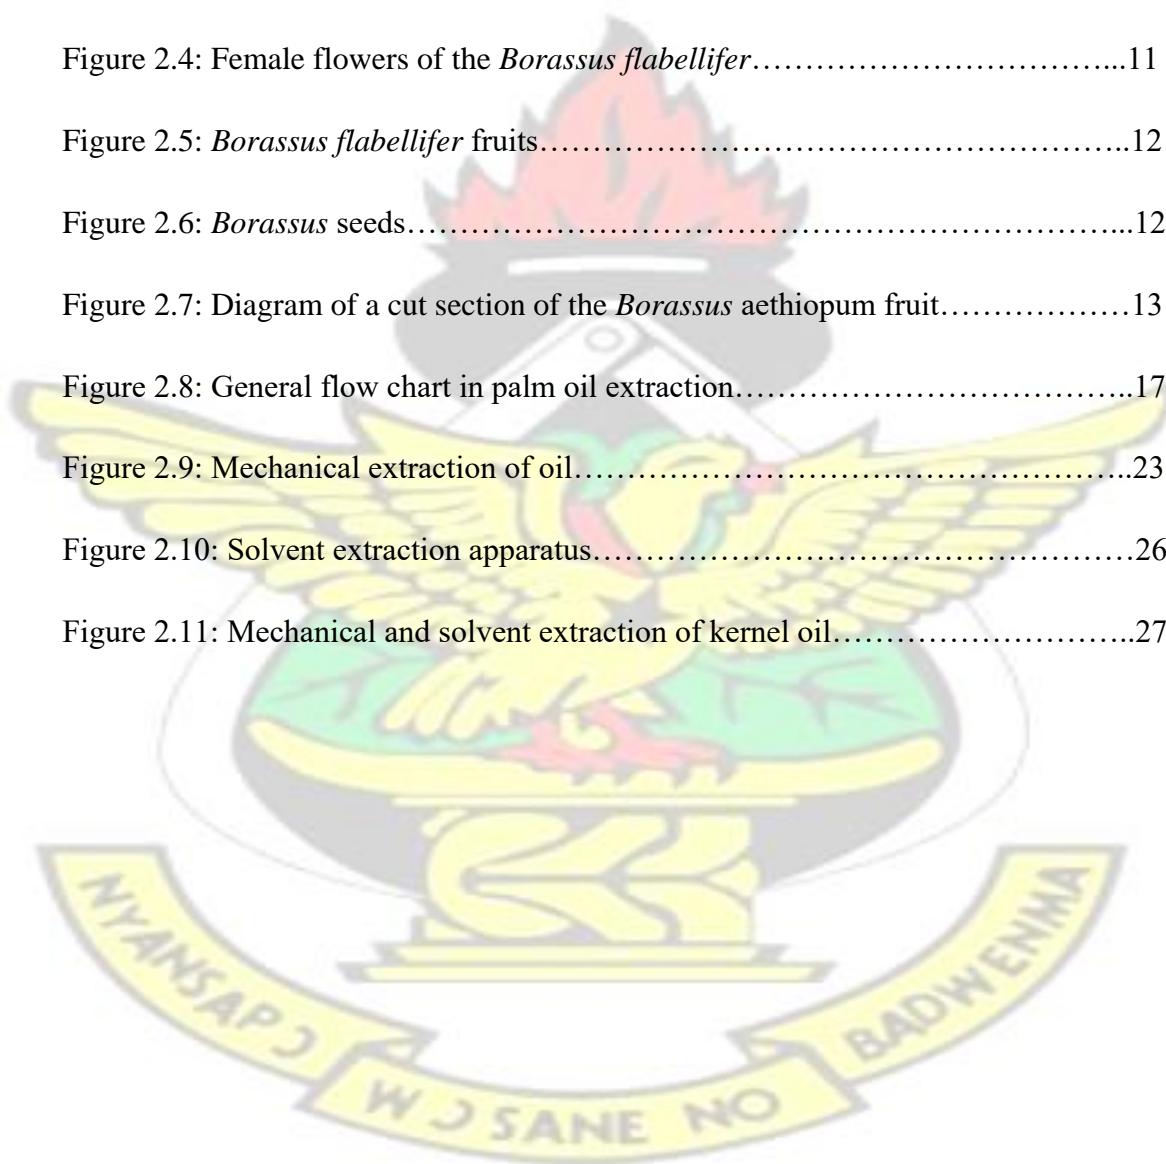 Figure 2.4: Female flowers of the Borassus flabellifer……………………………...11
Figure 2.5: Borassus flabellifer fruits…………………………………………………..12
Figure 2.6: Borassus seeds……………………………………………………………...12
Figure 2.7: Diagram of a cut section of the Borassus aethiopum fruit………………13
Figure 2.8: General flow chart in palm oil extraction………………………………..17
Figure 2.9: Mechanical extraction of oil……………………………………………..23
Figure 2.10: Solvent extraction apparatus……………………………………………26
Figure 2.11: Mechanical and solvent extraction of kernel oil………………………..27
NYANSAPƆ WƆSANE NO BADWENMA